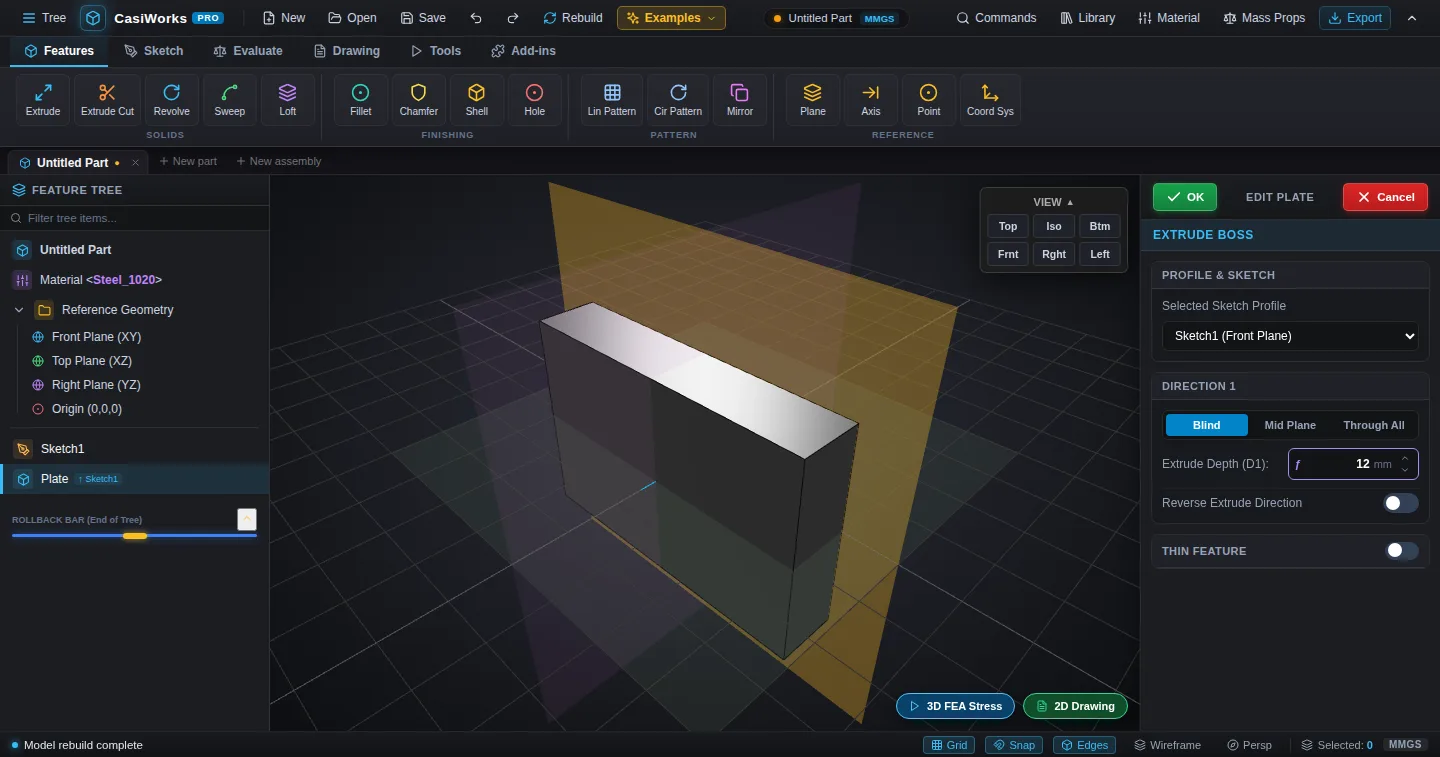 Tree CasiWorks PRO New Open Save Rebuild Examples Untitled Part MMGS Commands Library Material Mass Props Export
Features Sketch Evaluate Drawing Tools Add-ins
Extrude Extrude Cut Revolve Sweep Loft Fillet Chamfer Shell Hole Lin Pattern Cir Pattern Mirror Plane Axis Point Coord Sys
SOLIDS FINISHING PATTERN REFERENCE
Untitled Part New part New assembly
FEATURE TREE
Filter tree items...
Untitled Part
Material <Steel_1020>
Reference Geometry
Front Plane (XY)
Top Plane (XZ)
Right Plane (YZ)
Origin (0,0,0)
Sketch1
Plate ↑ Sketch1
ROLLBACK BAR (End of Tree)
VIEW ▲
Top Iso Btm
Frnt Rght Left
3D FEA Stress 2D Drawing
OK EDIT PLATE Cancel
EXTRUDE BOSS
PROFILE & SKETCH
Selected Sketch Profile
Sketch1 (Front Plane)
DIRECTION 1
Blind Mid Plane Through All
Extrude Depth (D1): ƒ 12 mm
Reverse Extrude Direction
THIN FEATURE
Model rebuild complete Grid Snap Edges Wireframe Persp Selected: 0 MMGS